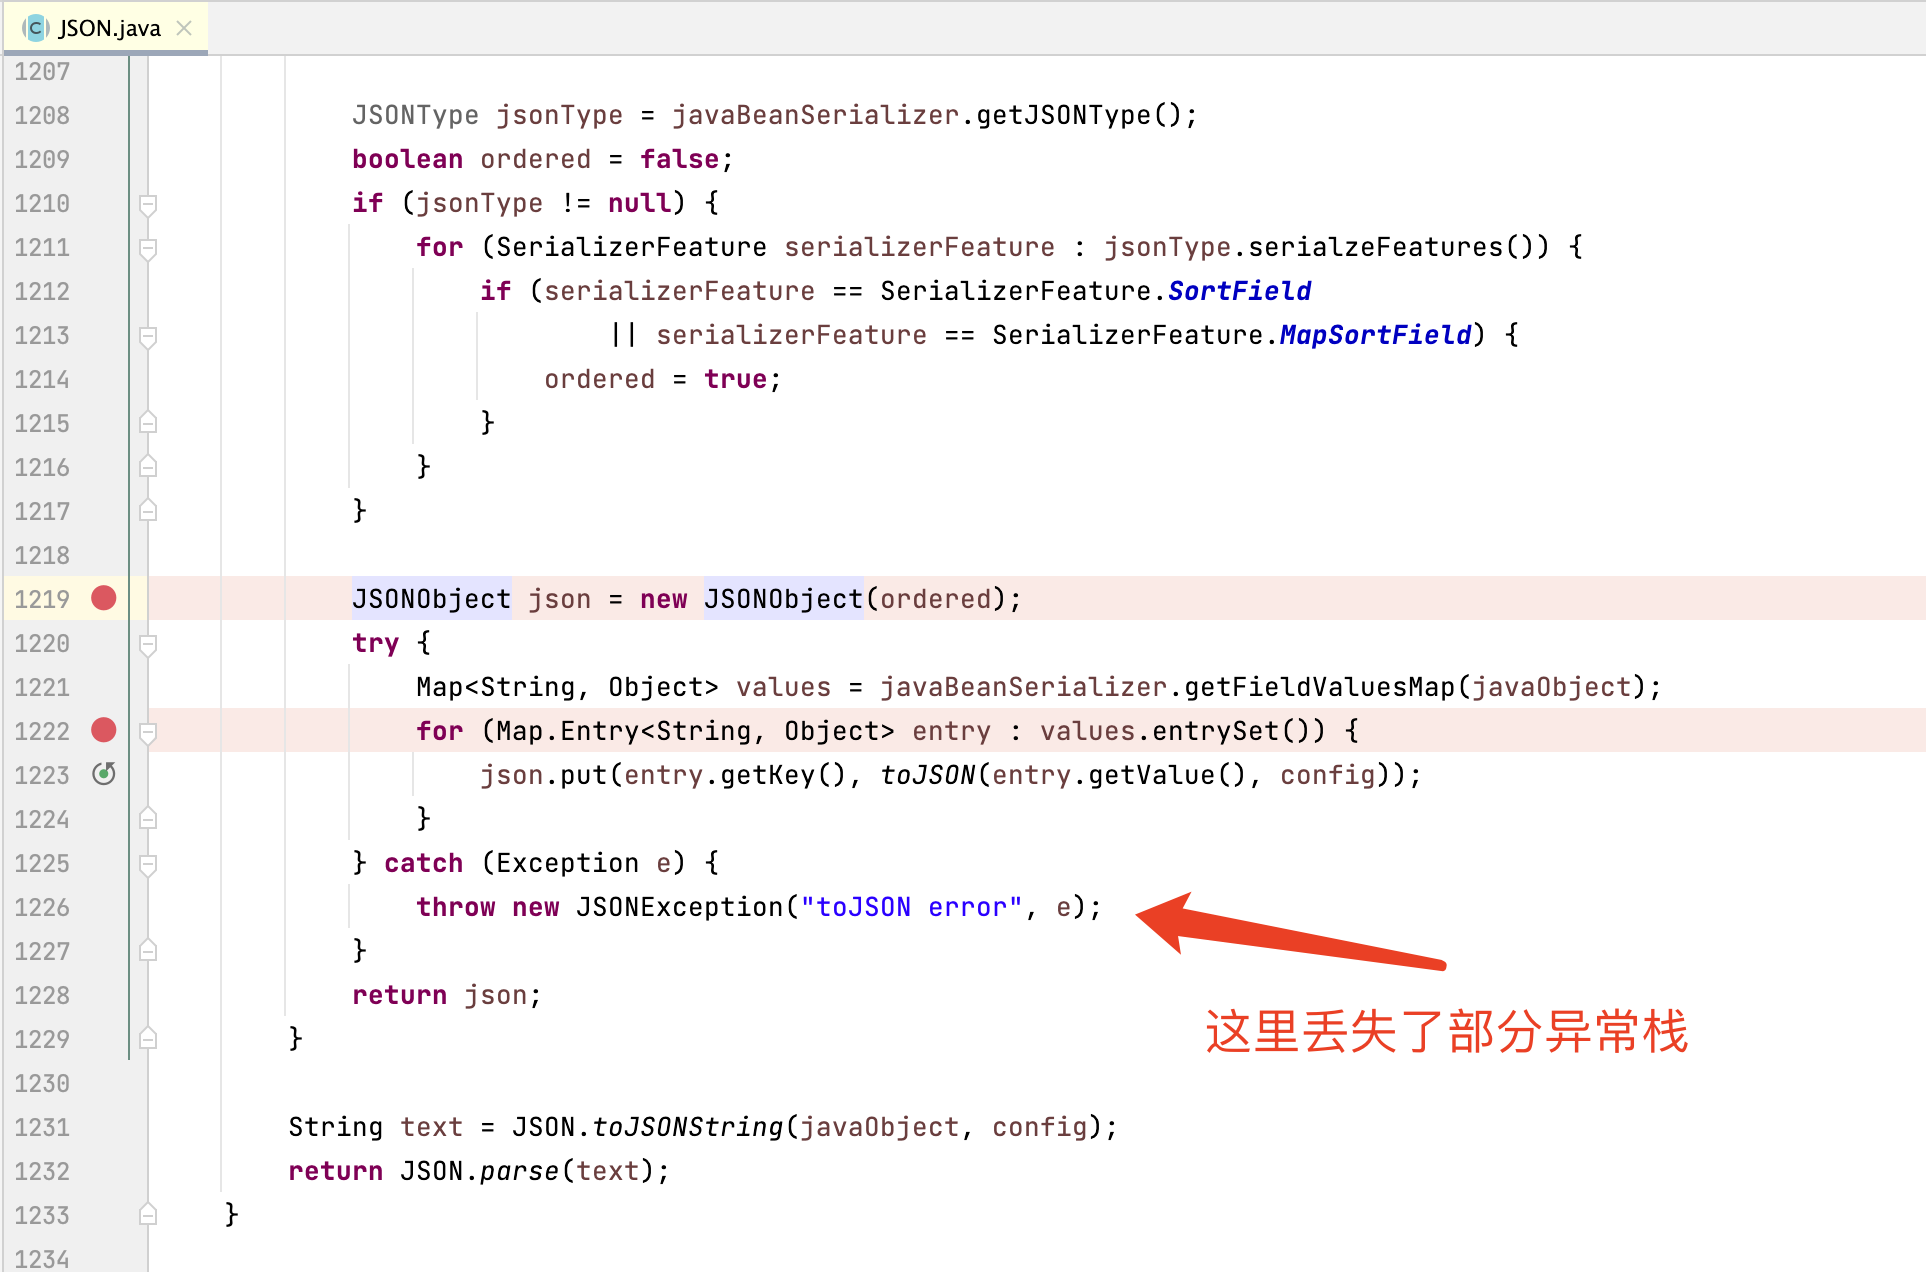 JSON.java
1207
1208 JSONType jsonType = javaBeanSerializer.getJSONType();
1209 boolean ordered = false;
1210 if (jsonType != null) {
1211 for (SerializerFeature serializerFeature : jsonType.serialzeFeatures()) {
1212 if (serializerFeature == SerializerFeature.SortField
1213 || serializerFeature == SerializerFeature.MapSortField) {
1214 ordered = true;
1215 }
1216 }
1217 }
1218
1219 JSONObject json = new JSONObject(ordered);
1220 try {
1221 Map<String, Object> values = javaBeanSerializer.getFieldValuesMap(javaObject);
1222 for (Map.Entry<String, Object> entry : values.entrySet()) {
1223 json.put(entry.getKey(), toJSON(entry.getValue(), config));
1224 }
1225 } catch (Exception e) {
1226 throw new JSONException("toJSON error", e);
1227 }
1228 return json;
这里丢失了部分异常栈
1229 }
1230
1231 String text = JSON.toJSONString(javaObject, config);
1232 return JSON.parse(text);
1233 }
1234